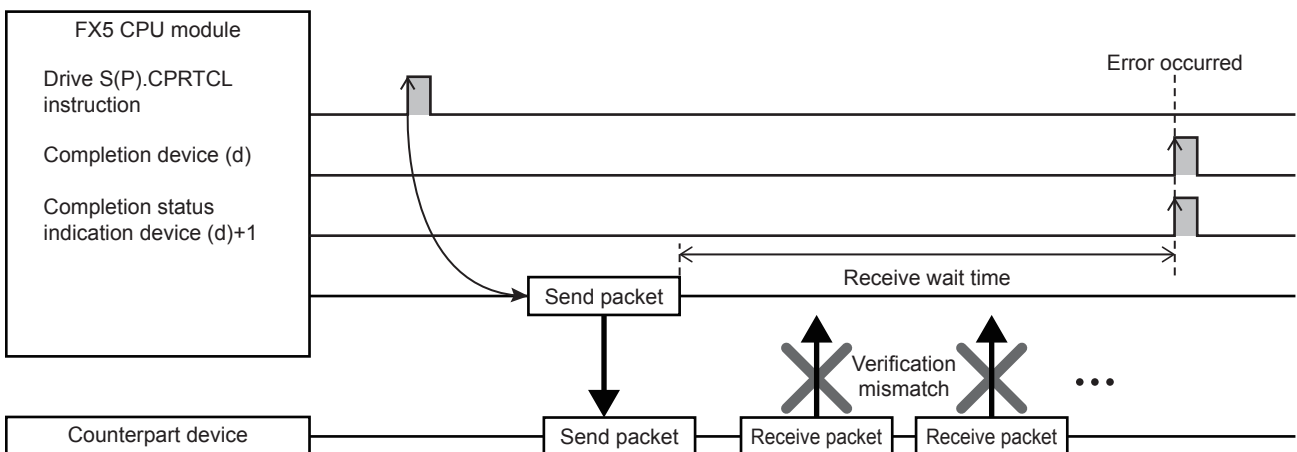 FX5 CPU module
Drive S(P).CPRTCL
instruction
Error occurred
Completion device (d)
Completion status
indication device (d)+1
Receive wait time
Send packet
Verification
mismatch
Counterpart device
Send packet
Receive packet
Receive packet